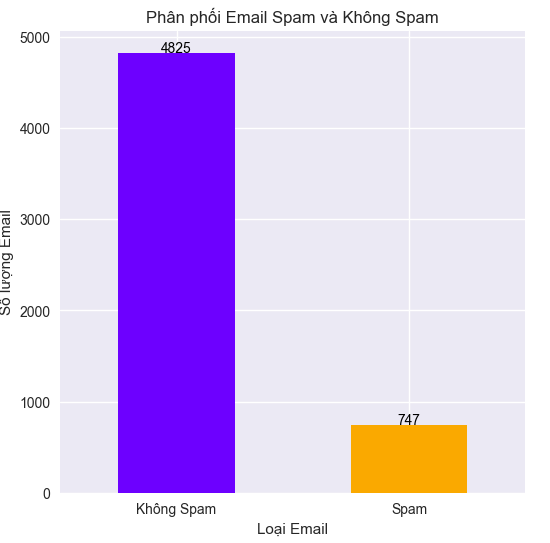 Phân phối Email Spam và Không Spam
Số lượng Email
5000
4000
3000
2000
1000
0
4825
747
Không Spam
Spam
Loại Email